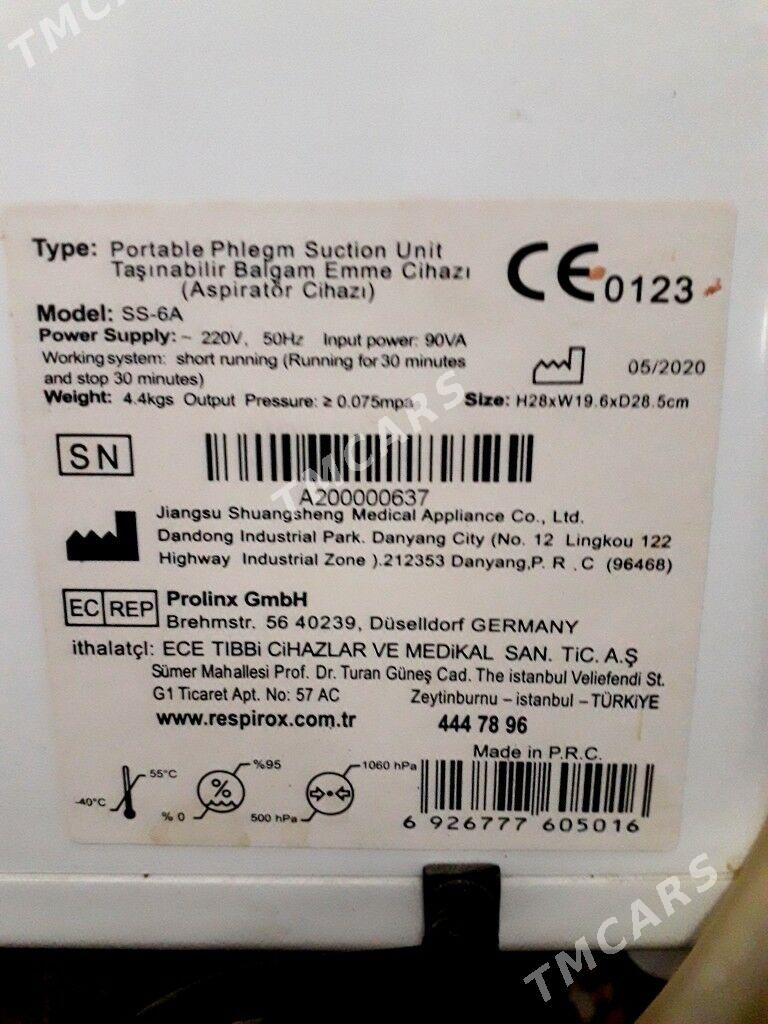 TMCARS
Type: Portable Phlegm Suction Unit
Taşınabilir Balgam Emme Cihazı
(Aspiratör Cihazı)
CE 0123
Model: SS-6A
Power Supply: ~ 220V, 50Hz Input power: 90VA
Working system: short running (Running for 30 minutes
and stop 30 minutes)
05/2020
Weight: 4.4kgs Output Pressure: ≥ 0.075mpa Size: H28xW19.6xD28.5cm
SN
A200000637
TMCARS
Jiangsu Shuangsheng Medical Appliance Co., Ltd.
Dandong Industrial Park. Danyang City (No. 12 Lingkou 122
Highway Industrial Zone ).212353 Danyang,P. R .C (96468)
EC REP Prolinx GmbH
Brehmstr. 56 40239, Düselldorf GERMANY
ithalatçI: ECE TIBBi CiHAZLAR VE MEDiKAL SAN. TiC. A.Ş
Sümer Mahallesi Prof. Dr. Turan Güneş Cad. The istanbul Veliefendi St.
G1 Ticaret Apt. No: 57 AC Zeytinburnu – istanbul – TÜRKiYE
www.respirox.com.tr 444 78 96
Made in P.R.C.
-40°C 55°C
% %95 % 0
500 hPa 1060 hPa
6 926777 605016
TMCARS